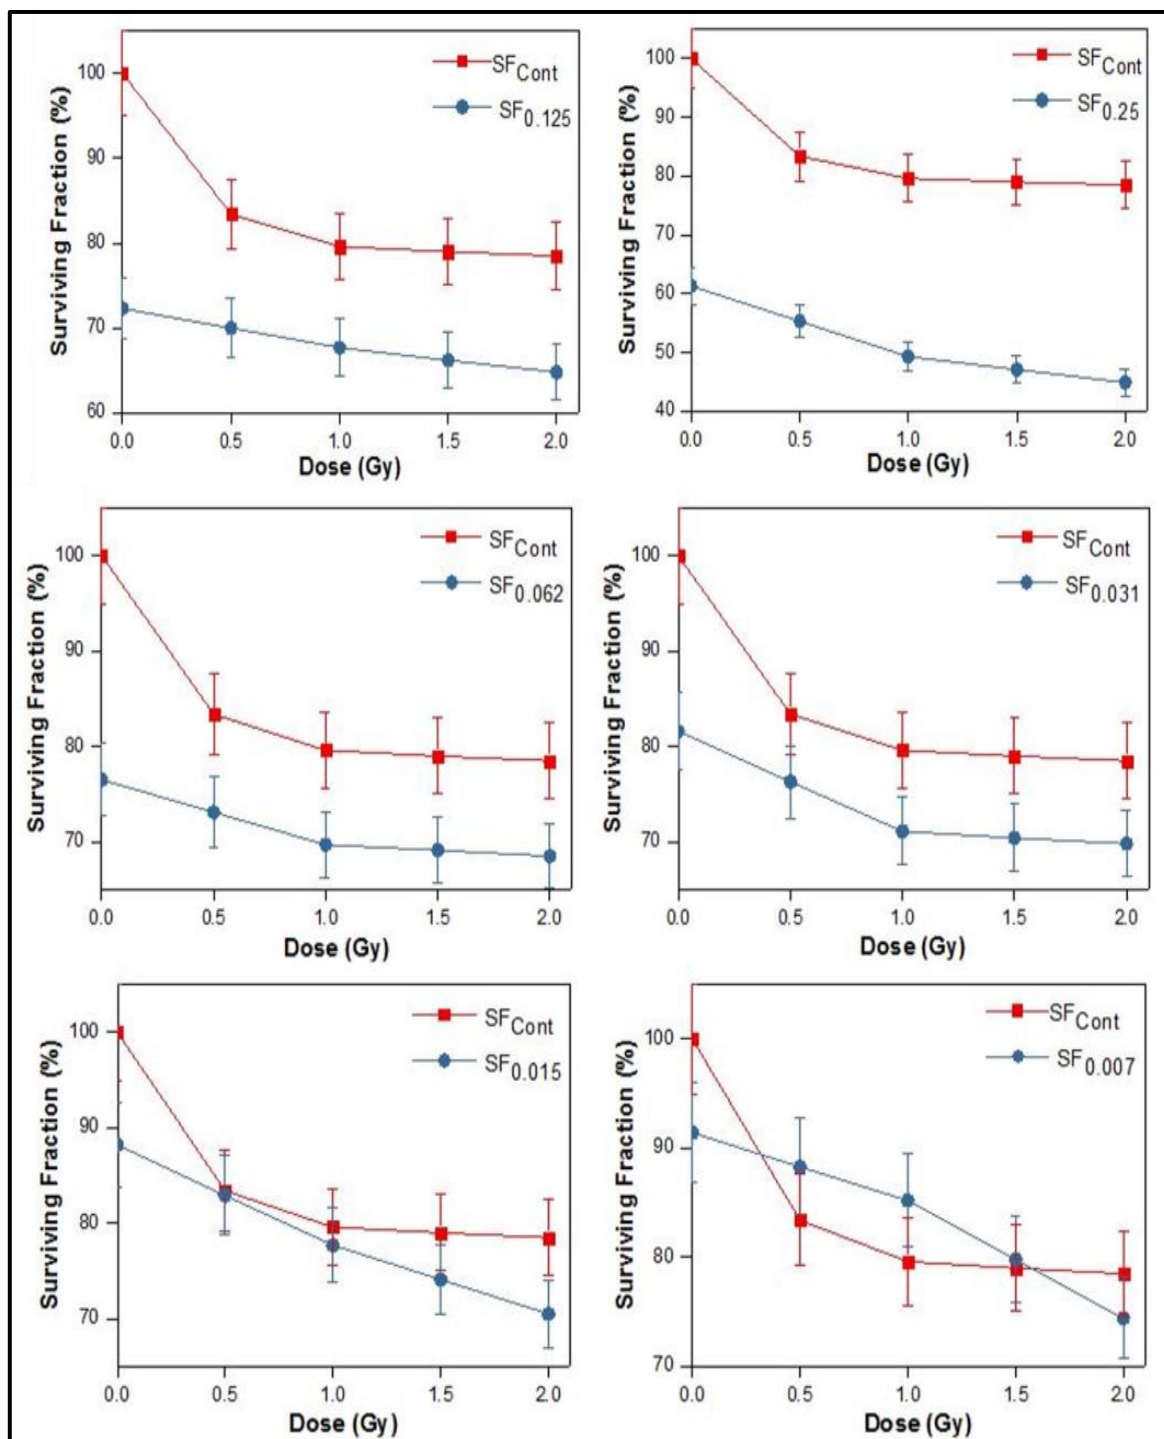 SFCont
SF0.125
100
90
80
70
60
Surviving Fraction (%)
0.0 0.5 1.0 1.5 2.0
Dose (Gy)
SFCont
SF0.25
100
90
80
70
60
50
40
Surviving Fraction (%)
0.0 0.5 1.0 1.5 2.0
Dose (Gy)
SFCont
SF0.062
100
90
80
70
Surviving Fraction (%)
0.0 0.5 1.0 1.5 2.0
Dose (Gy)
SFCont
SF0.031
100
90
80
70
Surviving Fraction (%)
0.0 0.5 1.0 1.5 2.0
Dose (Gy)
SFCont
SF0.015
100
90
80
70
Surviving Fraction (%)
0.0 0.5 1.0 1.5 2.0
Dose (Gy)
SFCont
SF0.007
100
90
80
70
Surviving Fraction (%)
0.0 0.5 1.0 1.5 2.0
Dose (Gy)